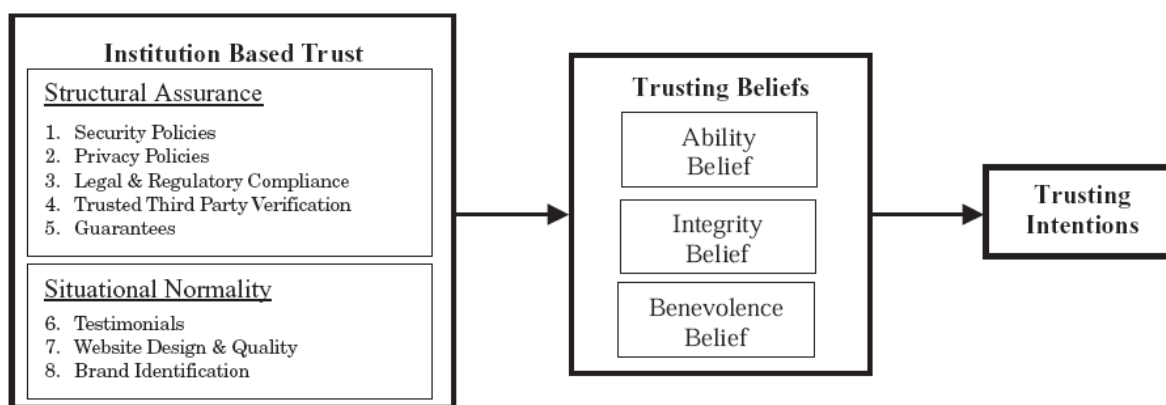 Institution Based Trust
Structural Assurance
1. Security Policies
2. Privacy Policies
3. Legal & Regulatory Compliance
4. Trusted Third Party Verification
5. Guarantees
Situational Normality
6. Testimonials
7. Website Design & Quality
8. Brand Identification
Trusting Beliefs
Ability
Belief
Integrity
Belief
Benevolence
Belief
Trusting
Intentions